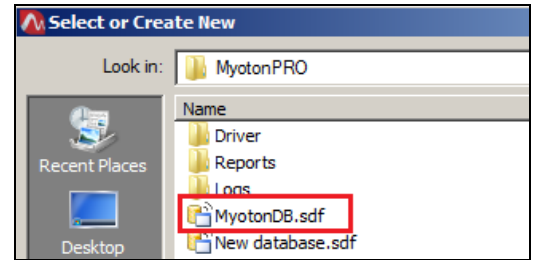 Select or Create New
Look in: MyotonPRO
Name
Driver
Recent Places
Reports
Logs
MyotonDB.sdf
Desktop
New database.sdf